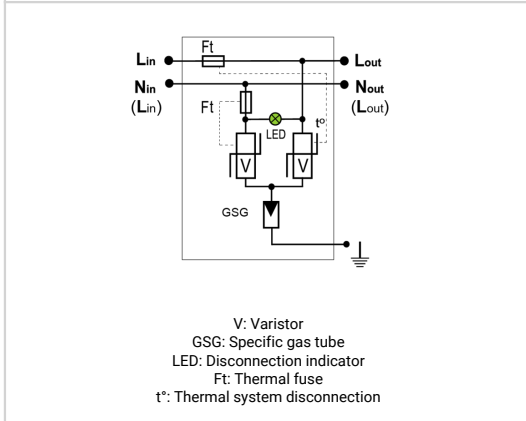 Ft
Lin Lout
Nin Nout
(Lin) (Lout)
Ft
LED t°
V V
GSG
V: Varistor
GSG: Specific gas tube
LED: Disconnection indicator
Ft: Thermal fuse
t°: Thermal system disconnection